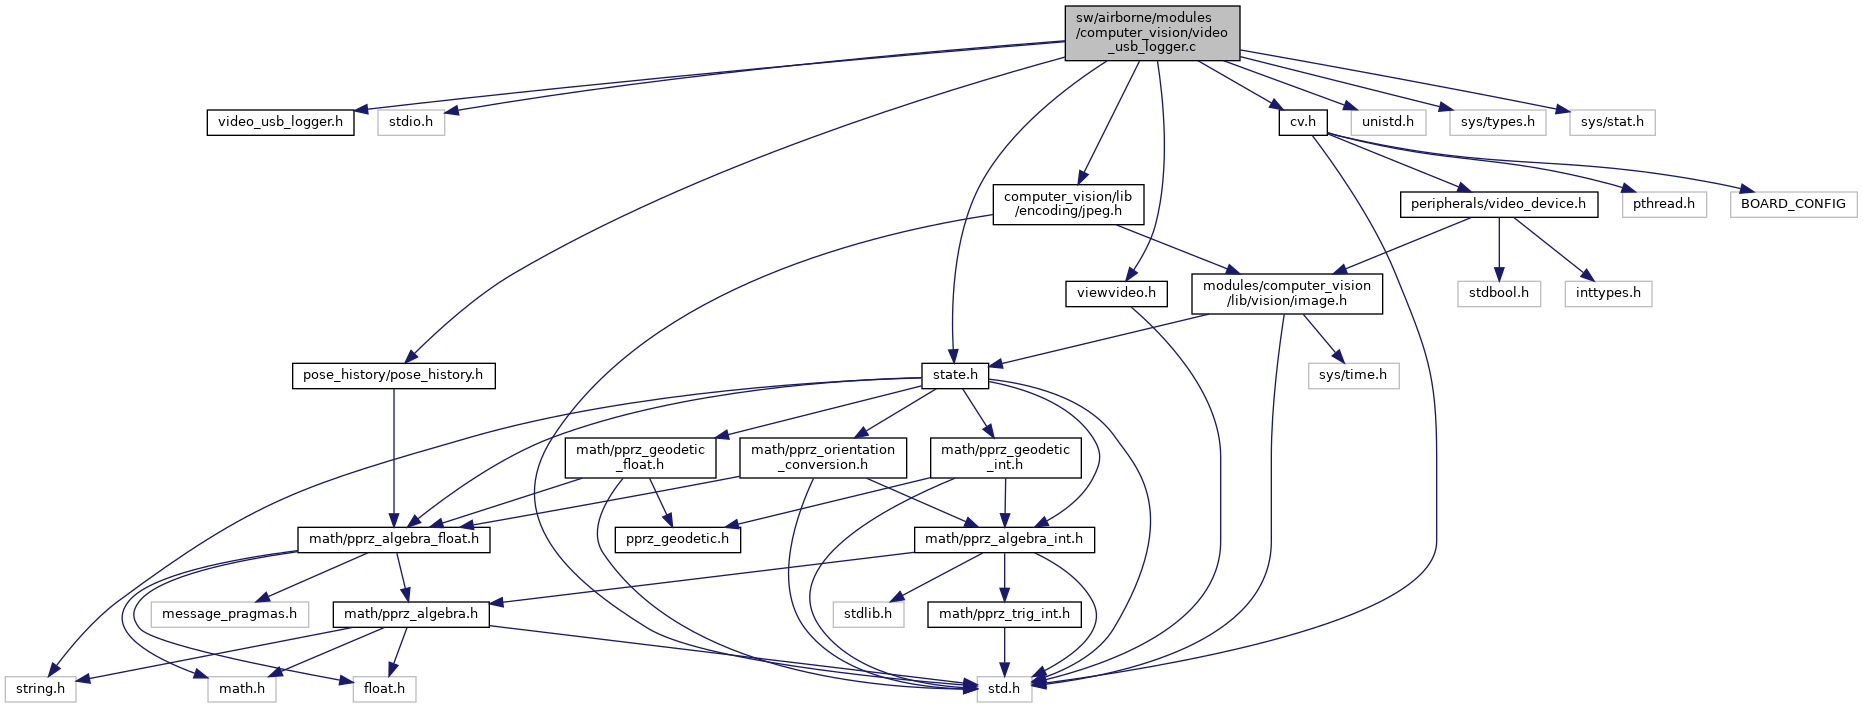 sw/airborne/modules
/computer_vision/video
_usb_logger.c
video_usb_logger.h
stdio.h
cv.h
unistd.h
sys/types.h
sys/stat.h
computer_vision/lib
/encoding/jpeg.h
peripherals/video_device.h
pthread.h
BOARD_CONFIG
viewvideo.h
modules/computer_vision
/lib/vision/image.h
stdbool.h
inttypes.h
pose_history/pose_history.h
state.h
sys/time.h
math/pprz_geodetic
_float.h
math/pprz_orientation
_conversion.h
math/pprz_geodetic
_int.h
math/pprz_algebra_float.h
pprz_geodetic.h
math/pprz_algebra_int.h
message_pragmas.h
math/pprz_algebra.h
stdlib.h
math/pprz_trig_int.h
string.h
math.h
float.h
std.h